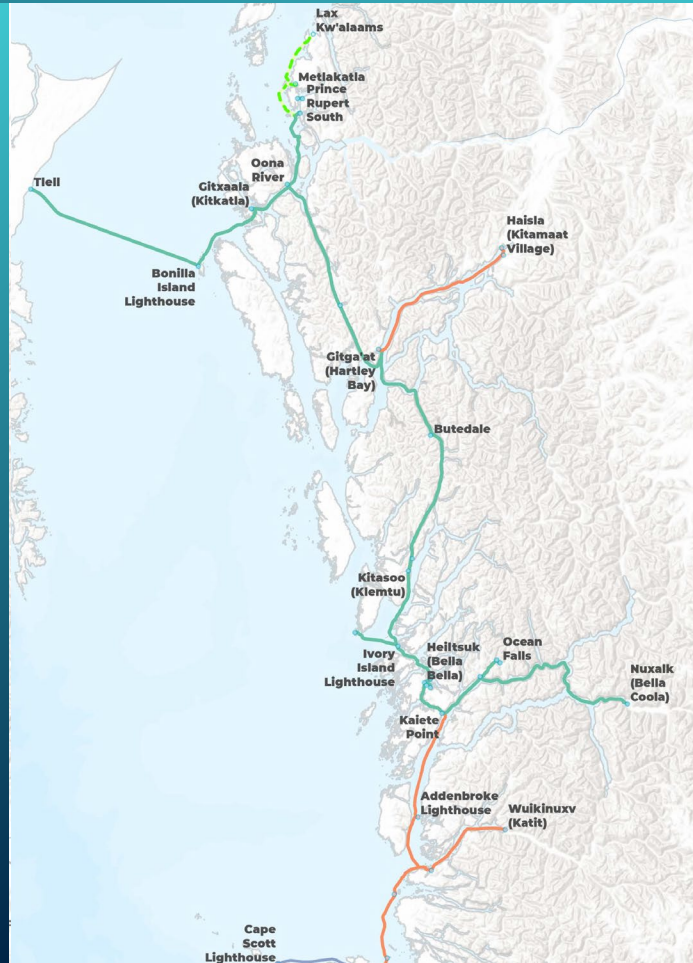 Lax
Kw'alaams
Metlakatla
Prince
Rupert
South
Oona
River
Tlell
Gitxaala
(Kitkatla)
Haisla
(Kitamaat
Village)
Bonilla
Island
Lighthouse
Gitga'at
(Hartley
Bay)
Butedale
Kitasoo
(Klemtu)
Ivory
Island
Lighthouse
Heiltsuk
(Bella
Bella)
Ocean
Falls
Nuxalk
(Bella
Coola)
Kaiete
Point
Addenbroke
Lighthouse
Wuikinuxv
(Katit)
Cape
Scott
Lighthouse